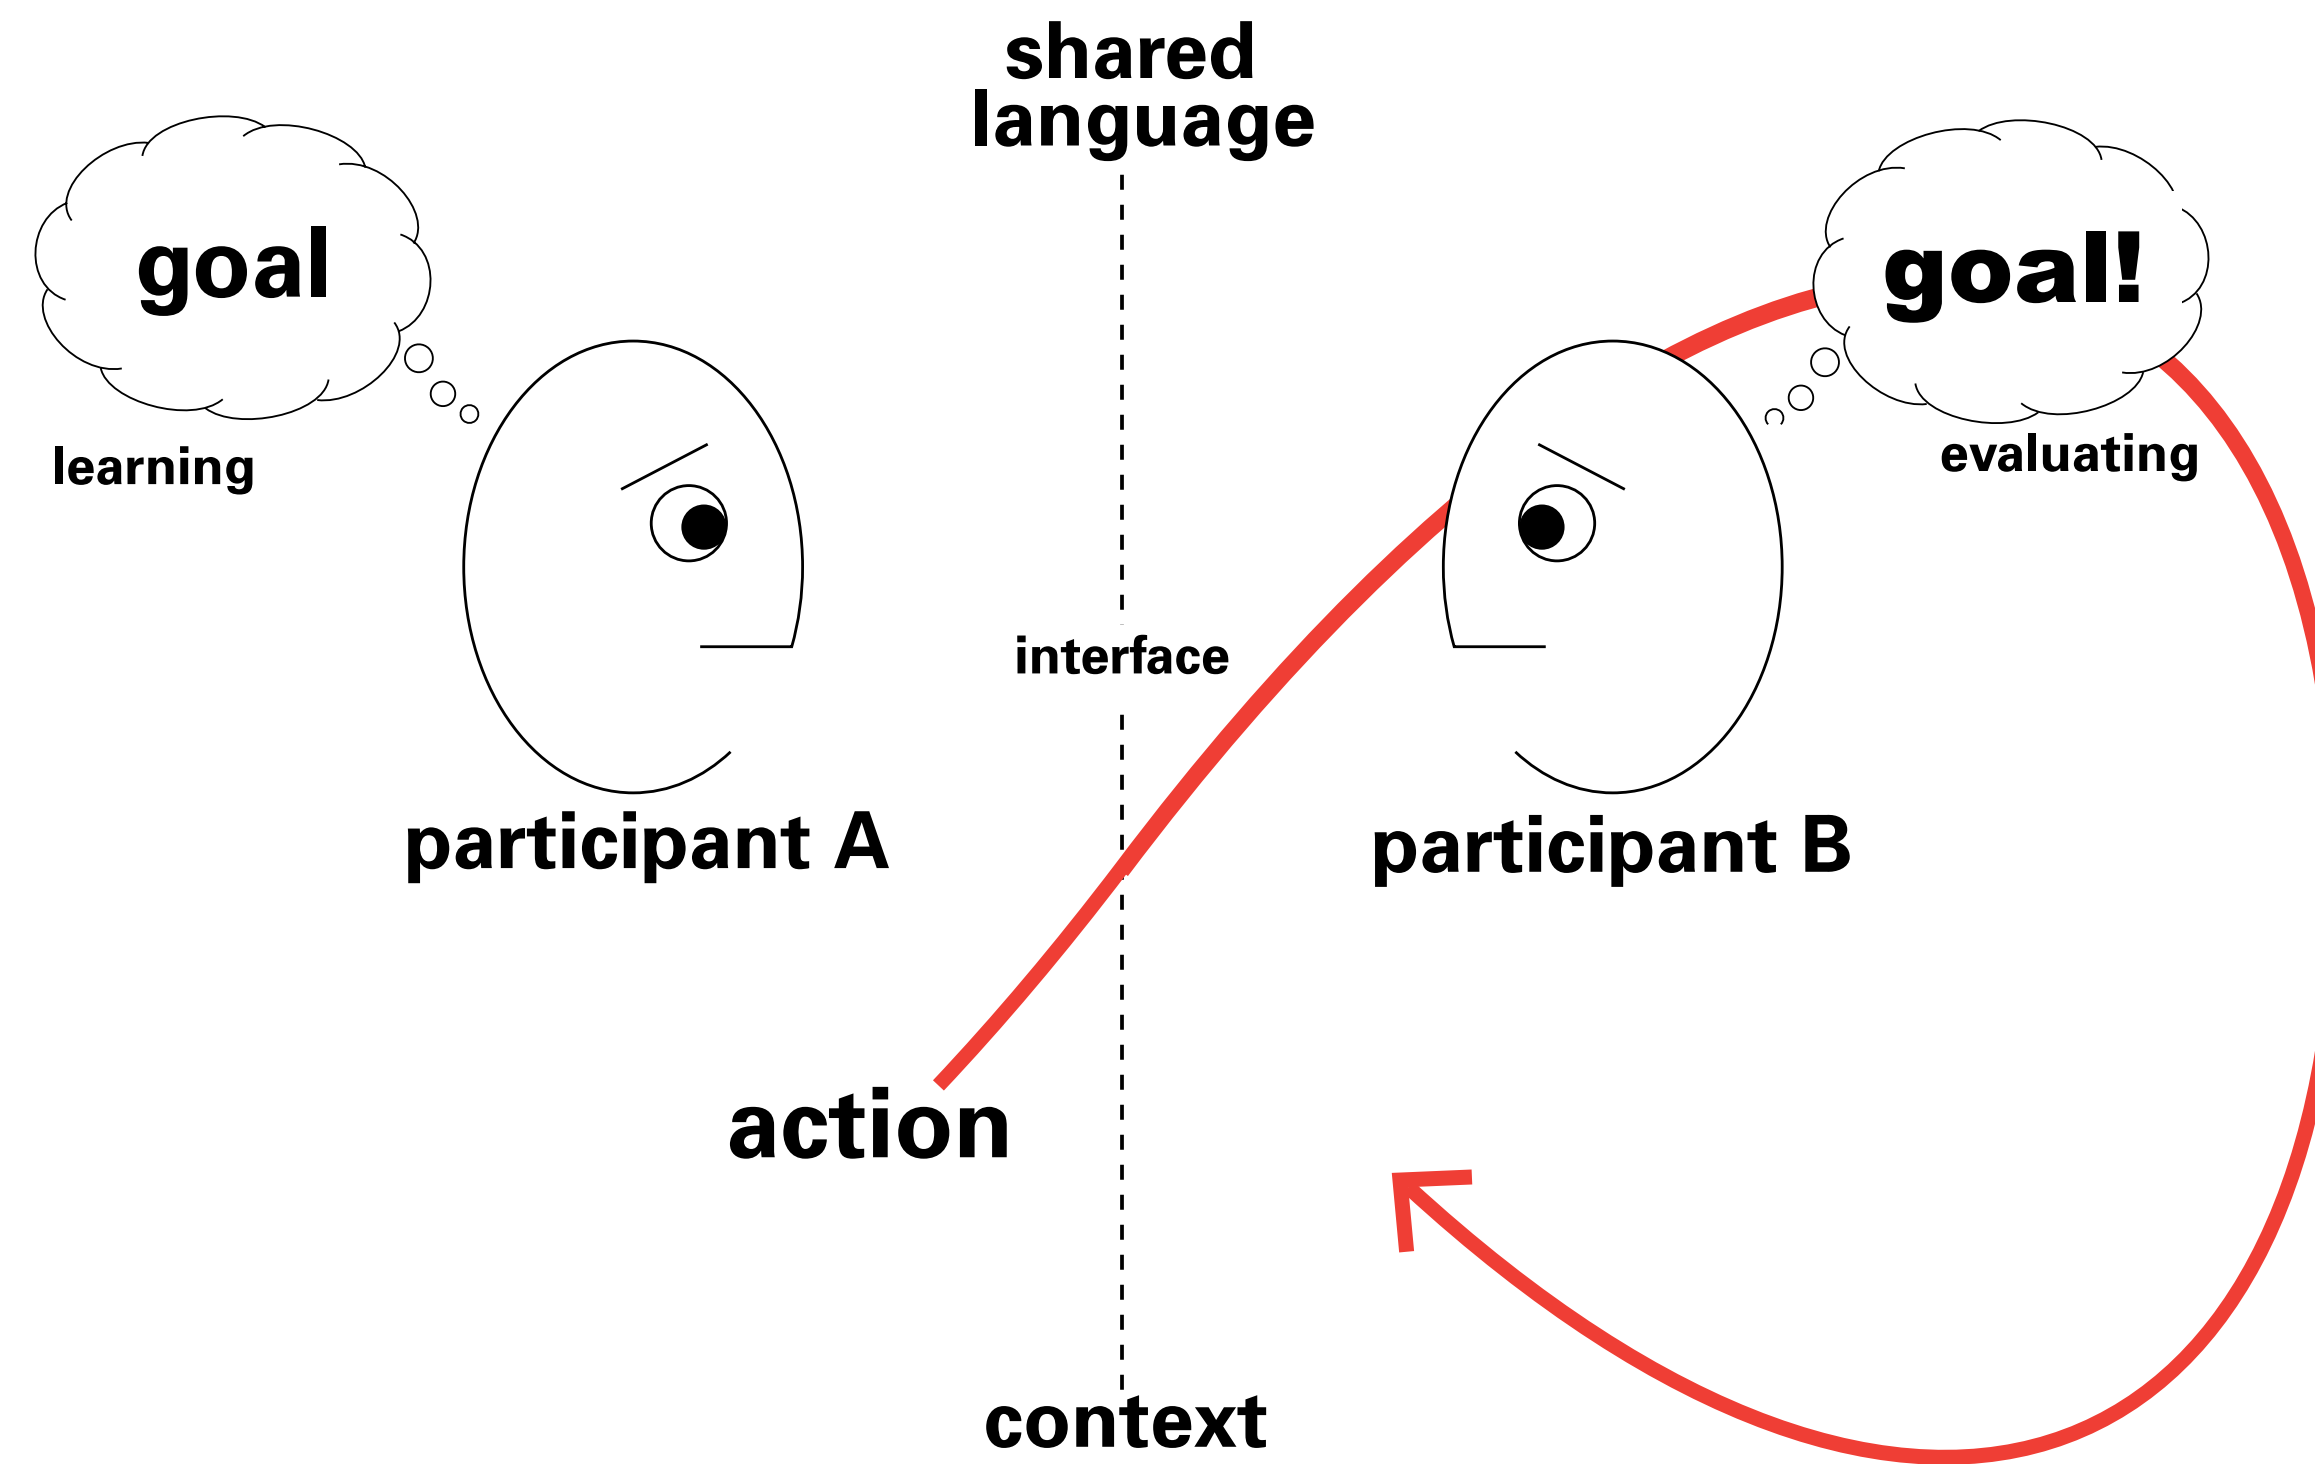 shared
language
goal
goal!
learning
evaluating
interface
participant A
participant B
action
context